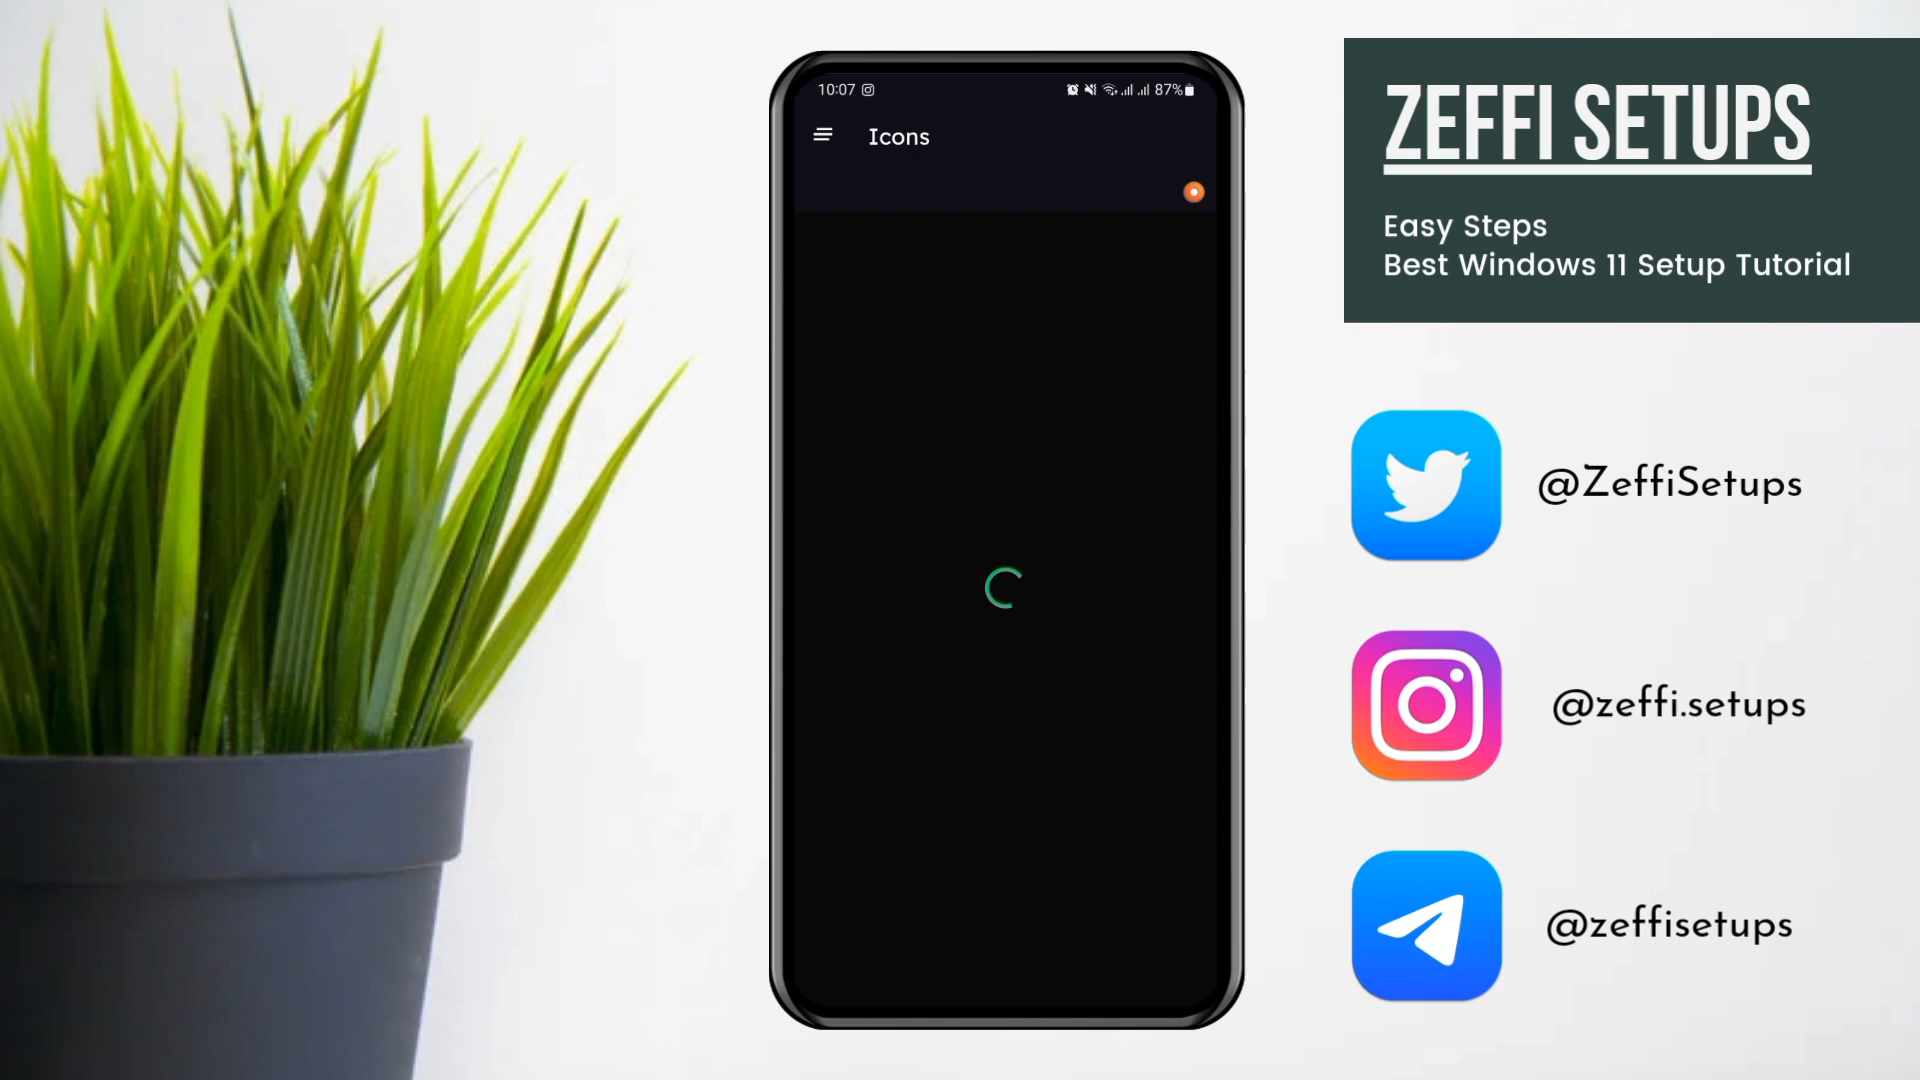 10:07
87%
Icons
ZEFFI SETUPS
Easy Steps
Best Windows 11 Setup Tutorial
@ZeffiSetups
@zeffi.setups
@zeffisetups